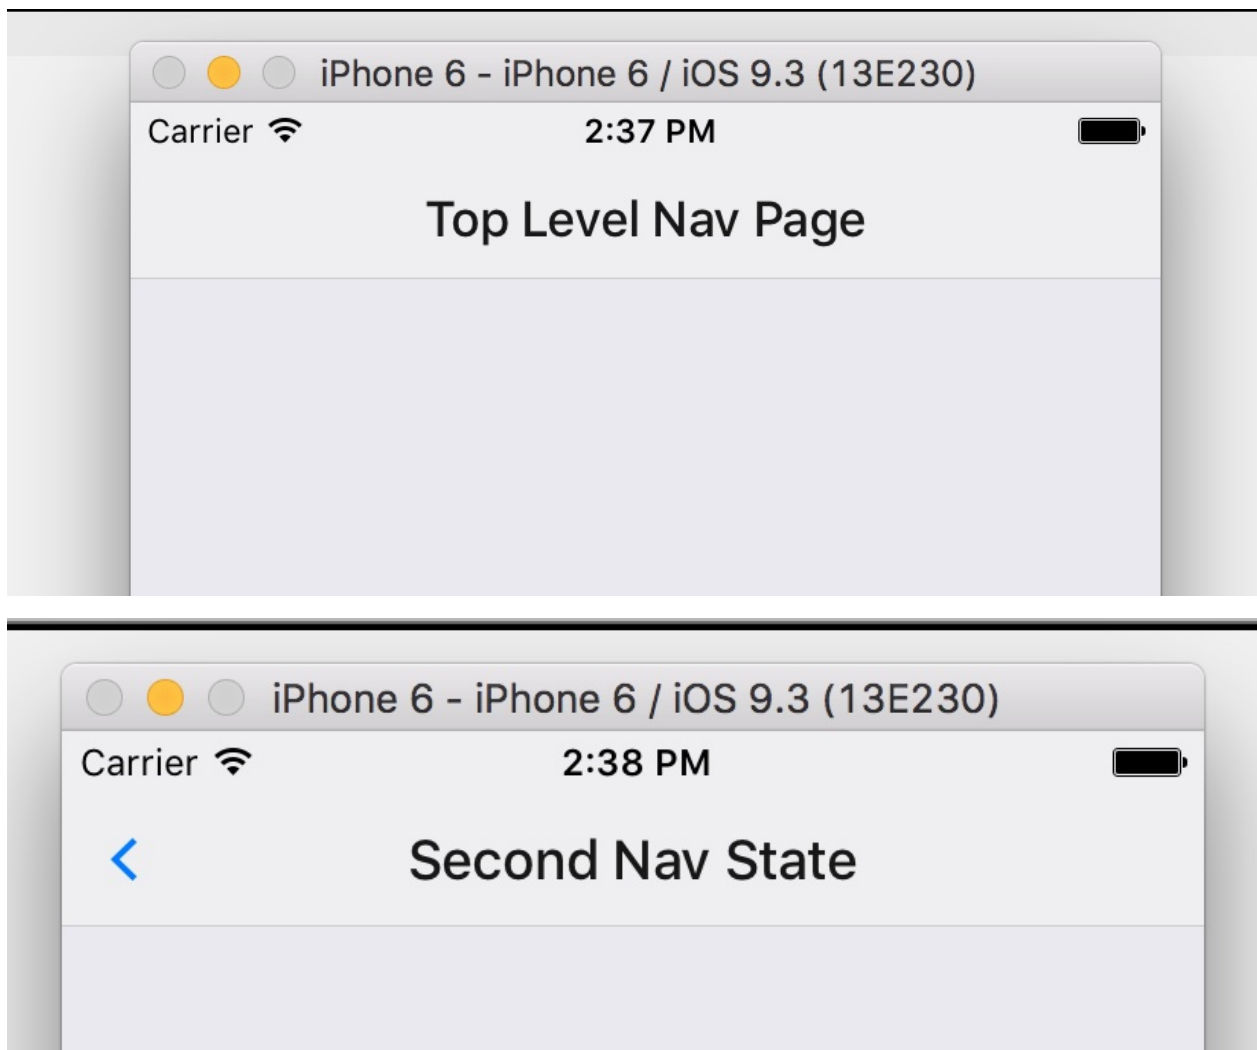 iPhone 6 - iPhone 6 / iOS 9.3 (13E230)
Carrier 2:37 PM
Top Level Nav Page
iPhone 6 - iPhone 6 / iOS 9.3 (13E230)
Carrier 2:38 PM
Second Nav State